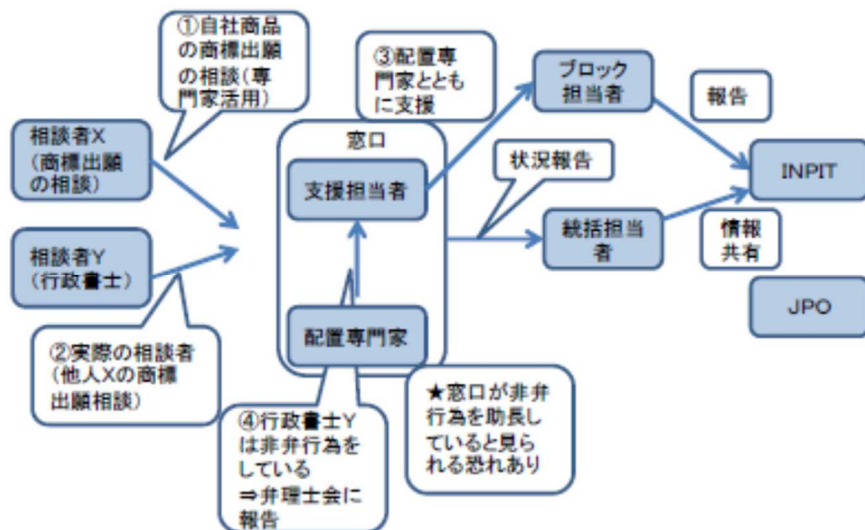 ①自社商品
の商標出願
の相談(専
門家活用)
③配置専
門家ととも
に支援
ブロック
担当者
報告
相談者X
(商標出願
の相談)
窓口
支援担当者
状況報告
INPIT
相談者Y
(行政書士)
統括担当
者
情報
共有
JPO
②実際の相談者
(他人Xの商標
出願相談)
配置専門家
④行政書士Y
は非弁行為を
している
⇒弁理士会に
報告
★窓口が非弁
行為を助長し
ていると見ら
れる恐れあり